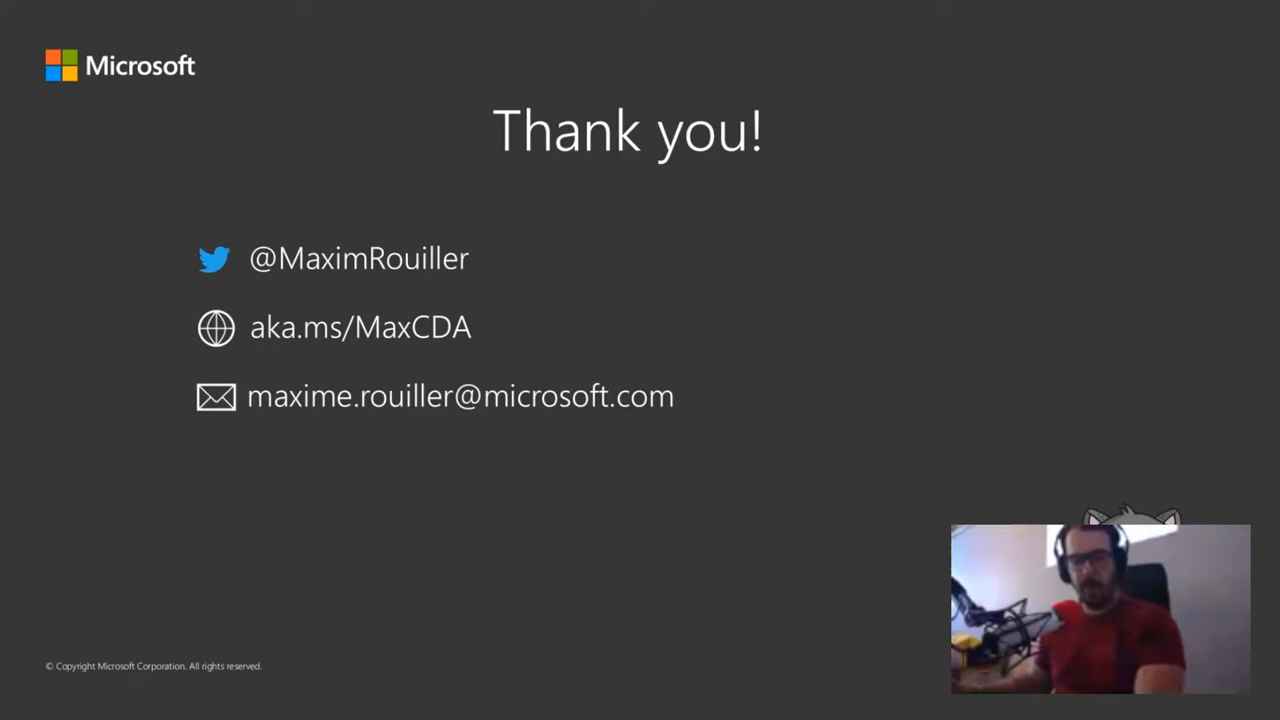 Microsoft
Thank you!
@MaximRouiller
aka.ms/MaxCDA
maxime.rouiller@microsoft.com
© Copyright Microsoft Corporation. All rights reserved.